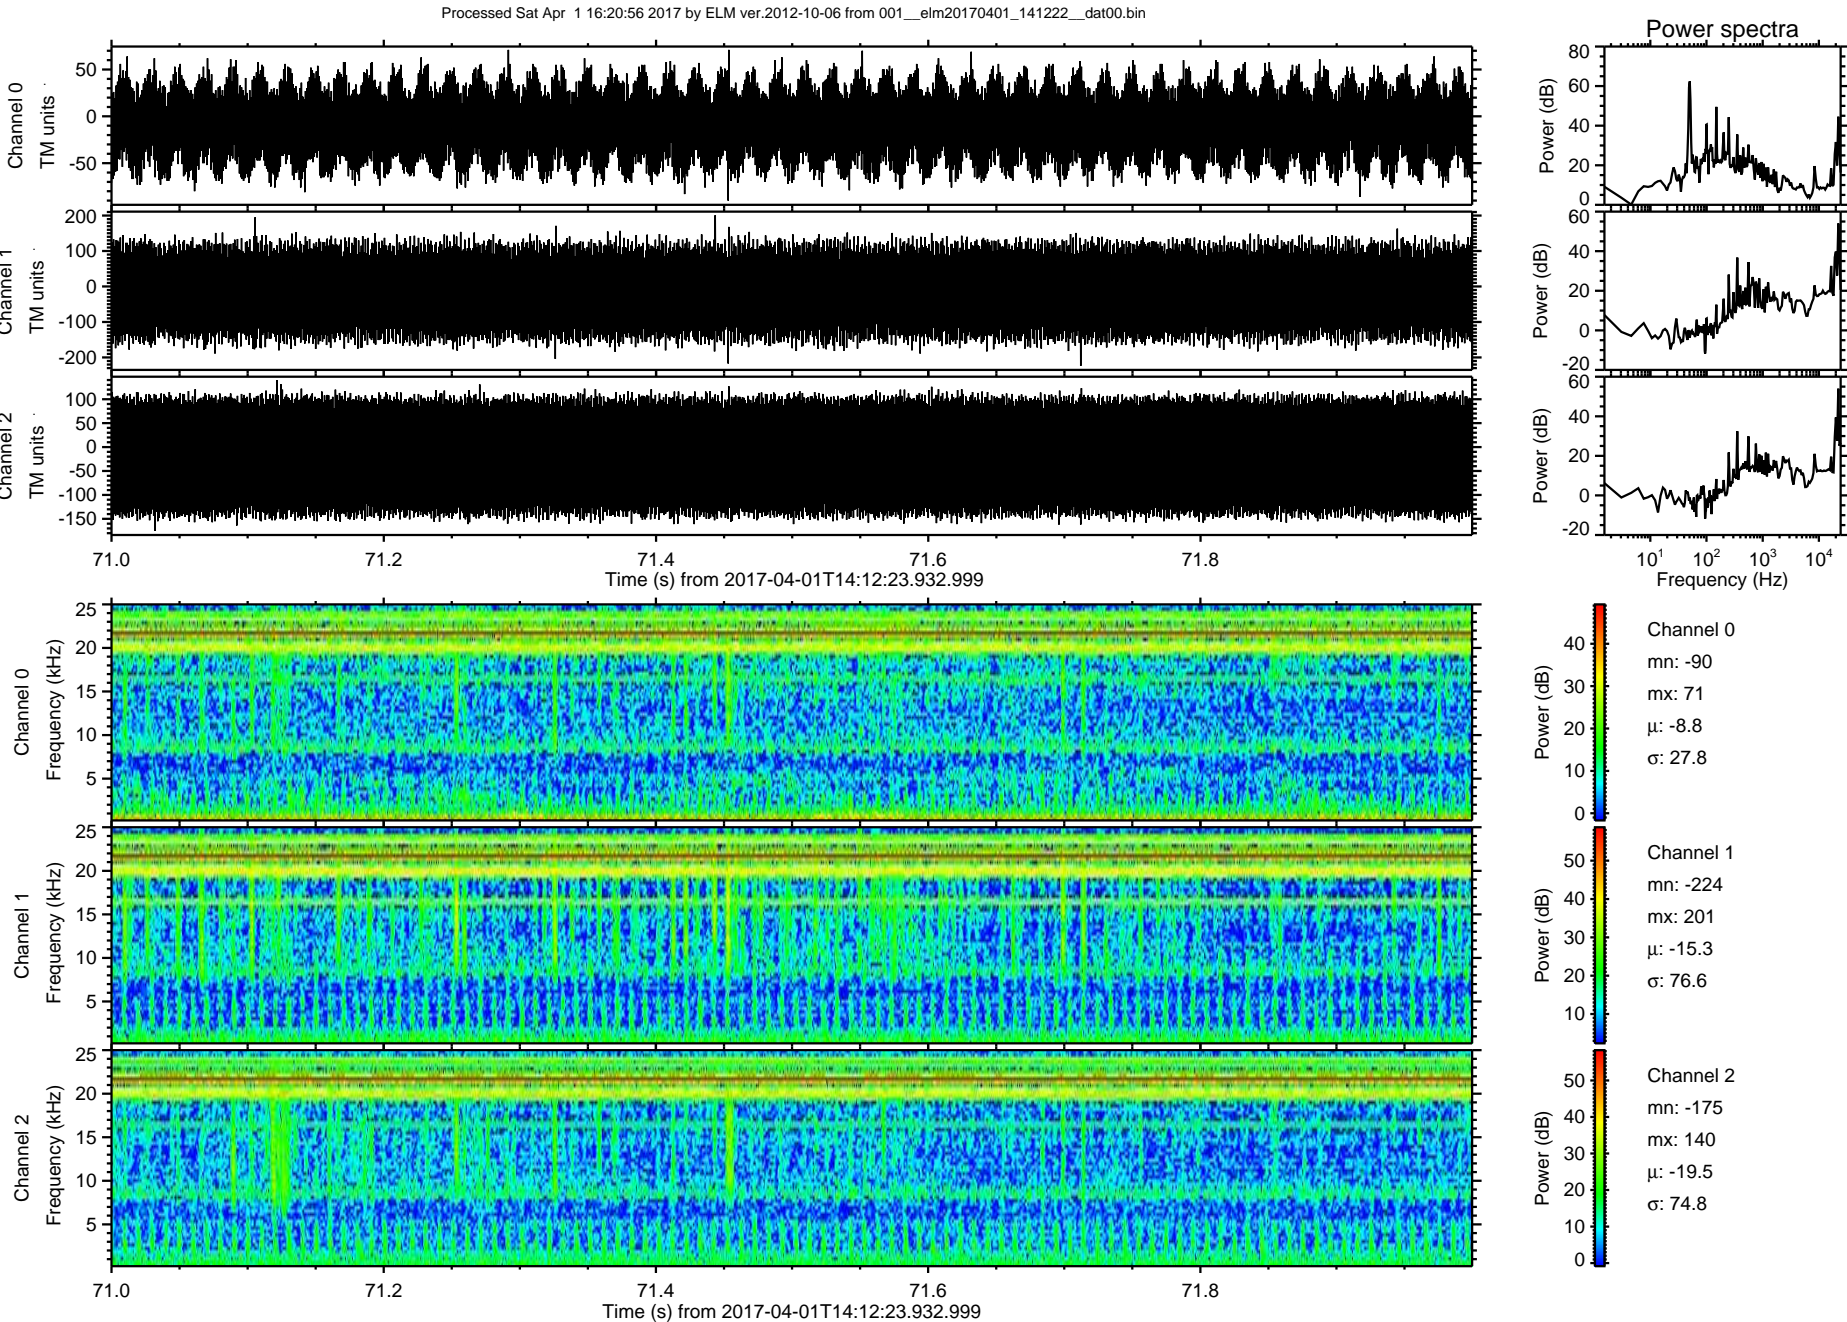 Processed Sat Apr 1 16:20:56 2017 by ELM ver.2012-10-06 from 001__elm20170401_141222__dat00.bin
Power spectra
Channel 0
TM units
50
0
-50
Power (dB)
80
60
40
20
0
Channel 1
TM units
200
100
0
-100
-200
Power (dB)
60
40
20
0
-20
Channel 2
TM units
100
50
0
-50
-100
-150
Power (dB)
60
40
20
0
-20
71.0 71.2 71.4 71.6 71.8
Time (s) from 2017-04-01T14:12:23.932.999
10¹ 10² 10³ 10⁴
Frequency (Hz)
Channel 0
Frequency (kHz)
25
20
15
10
5
Power (dB)
40
30
20
10
0
Channel 0
mn: -90
mx: 71
μ: -8.8
σ: 27.8
Channel 1
Frequency (kHz)
25
20
15
10
5
Power (dB)
50
40
30
20
10
Channel 1
mn: -224
mx: 201
μ: -15.3
σ: 76.6
Channel 2
Frequency (kHz)
25
20
15
10
5
Power (dB)
50
40
30
20
10
0
Channel 2
mn: -175
mx: 140
μ: -19.5
σ: 74.8
71.0 71.2 71.4 71.6 71.8
Time (s) from 2017-04-01T14:12:23.932.999